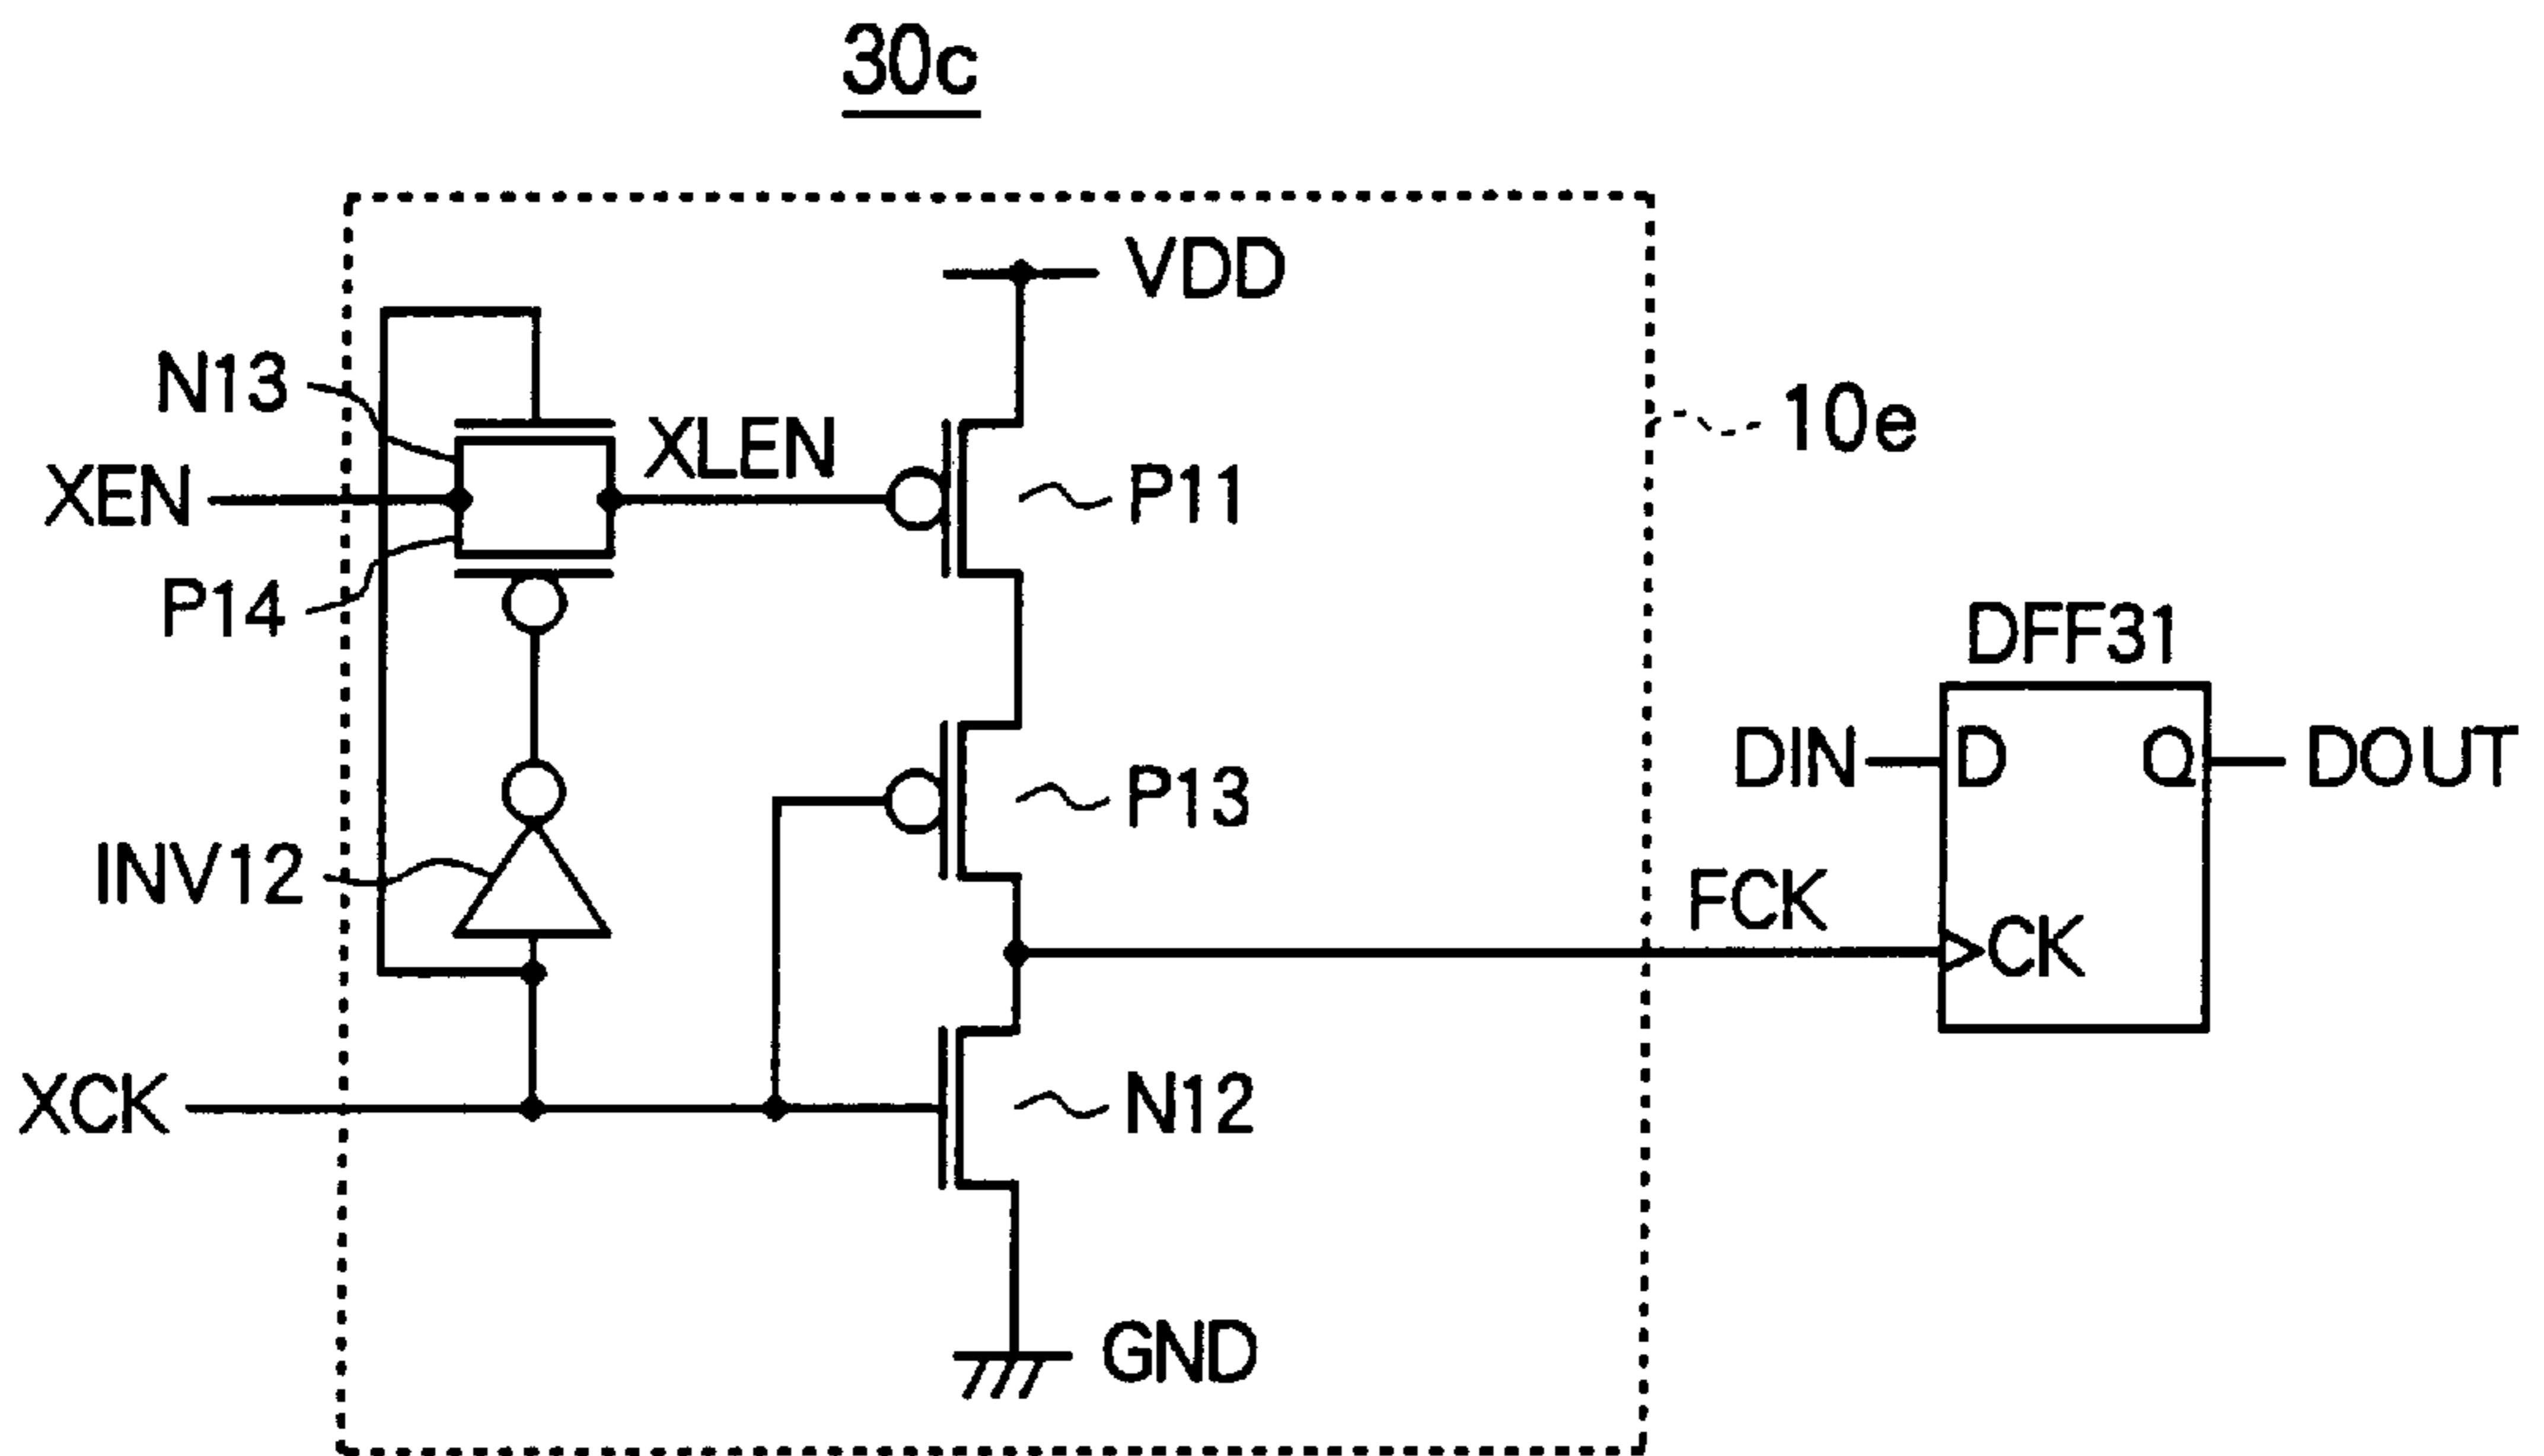 30c
VDD
N13
XLEN
10e
XEN
P11
P14
DFF31
DIN
D
Q
DOUT
P13
INV12
FCK
CK
XCK
N12
GND